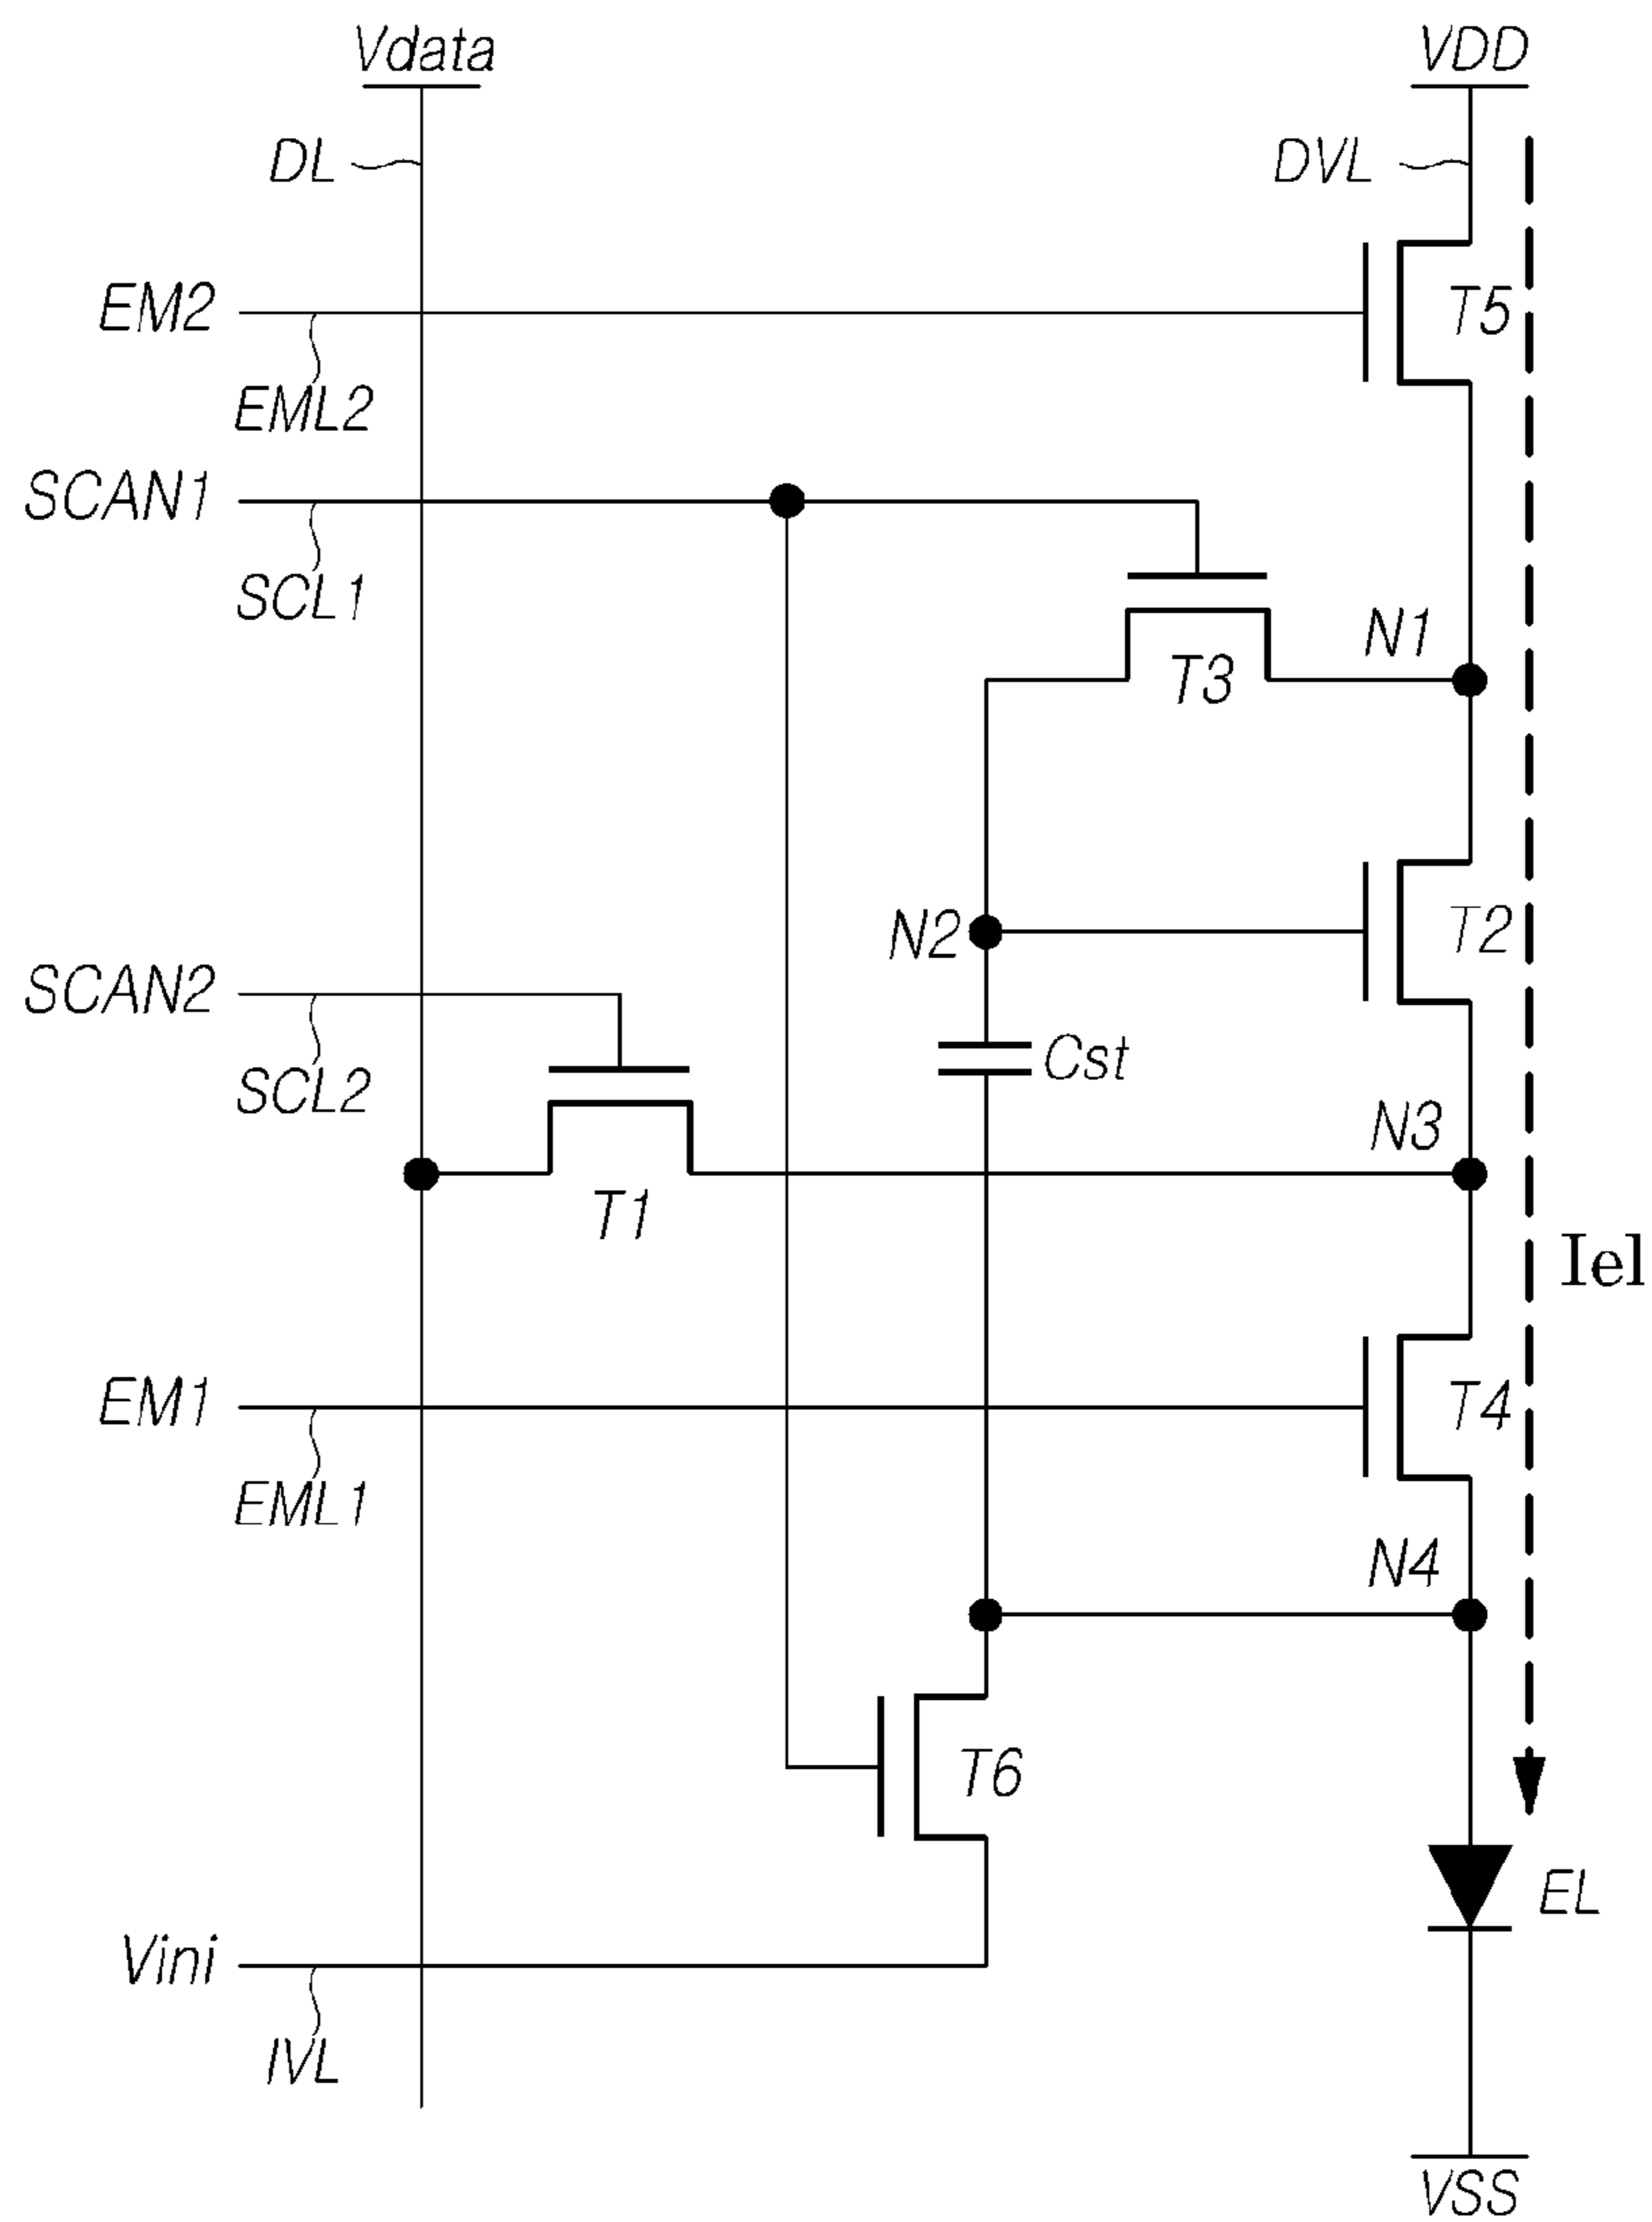 Vdata
VDD
DL
DVL
EM2
T5
EML2
SCAN1
SCL1
N1
T3
N2
T2
SCAN2
Cst
SCL2
N3
T1
Iel
EM1
T4
EML1
N4
T6
EL
Vini
IVL
VSS